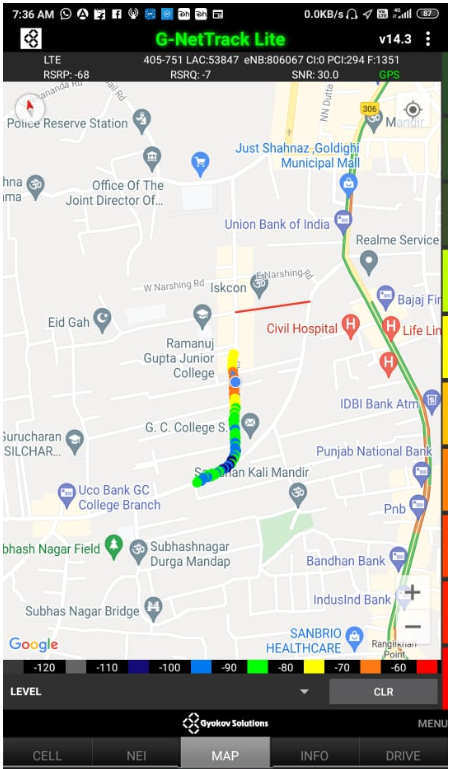 7:36 AM
0.0KB/s
4G
87
G-NetTrack Lite
v14.3
LTE
405-751 LAC:53847 eNB:806067 CI:0 PCI:294 F:1351
RSRP:-68
RSRQ:-7
SNR:30.0
GPS
NN Dutta
306
Mandir
Police Reserve Station
Just Shahnaz ,Goldighi
Municipal Mall
Office Of The
Joint Director Of...
Union Bank of India
Realme Service
W Narshing Rd
E Narshing Rd
Iskcon
Bajaj Fin
Eid Gah
Civil Hospital
Life Lin
Ramanuj
Gupta Junior
College
IDBI Bank Atm
G. C. College S.
Gurucharan
SILCHAR...
Punjab National Bank
Kali Mandir
Uco Bank GC
College Branch
Pnb
bhash Nagar Field
Subhashnagar
Durga Mandap
Bandhan Bank
Subhas Nagar Bridge
IndusInd Bank
+
−
Google
SANBRIO
HEALTHCARE
Point
-120 -110 -100 -90 -80 -70 -60
LEVEL
CLR
Gyokov Solutions
MENU
CELL NEI MAP INFO DRIVE